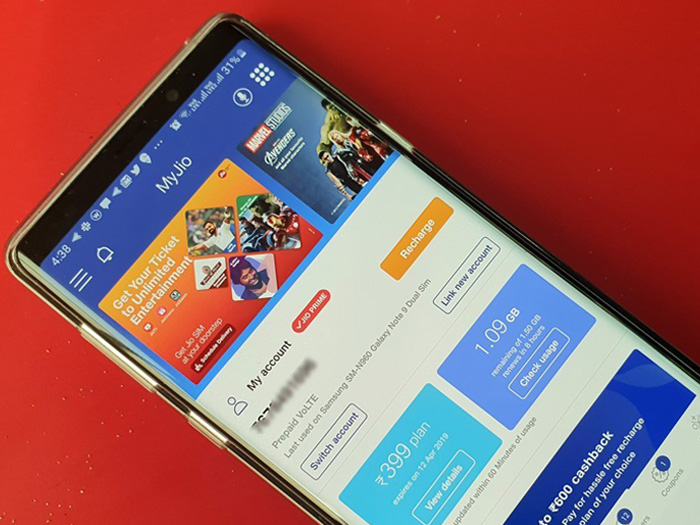 4:38
31%
MyJio
Get Your Ticket
to Unlimited
Entertainment
Get Jio SIM
at your doorstep
Schedule Delivery
MARVEL STUDIOS
AVENGERS
My account
JIO PRIME
Recharge
Prepaid VoLTE
Last used on Samsung SM-N960 Galaxy Note 9 Dual Sim
Switch account
Link new account
₹399 plan
expires on 12 Apr 2019
View details
1.09 GB
remaining of 1.50 GB
renews in 8 hours
Check usage
updated within 60 Minutes of usage
to ₹600 cashback
pay for hassle free recharge
plan of your choice
12
1
Coupons